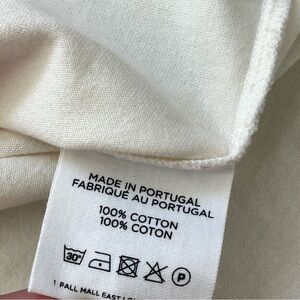 MADE IN PORTUGAL
FABRIQUÉ AU PORTUGAL
100% COTTON
100% COTON
30° P
1 PALL MALL EAST